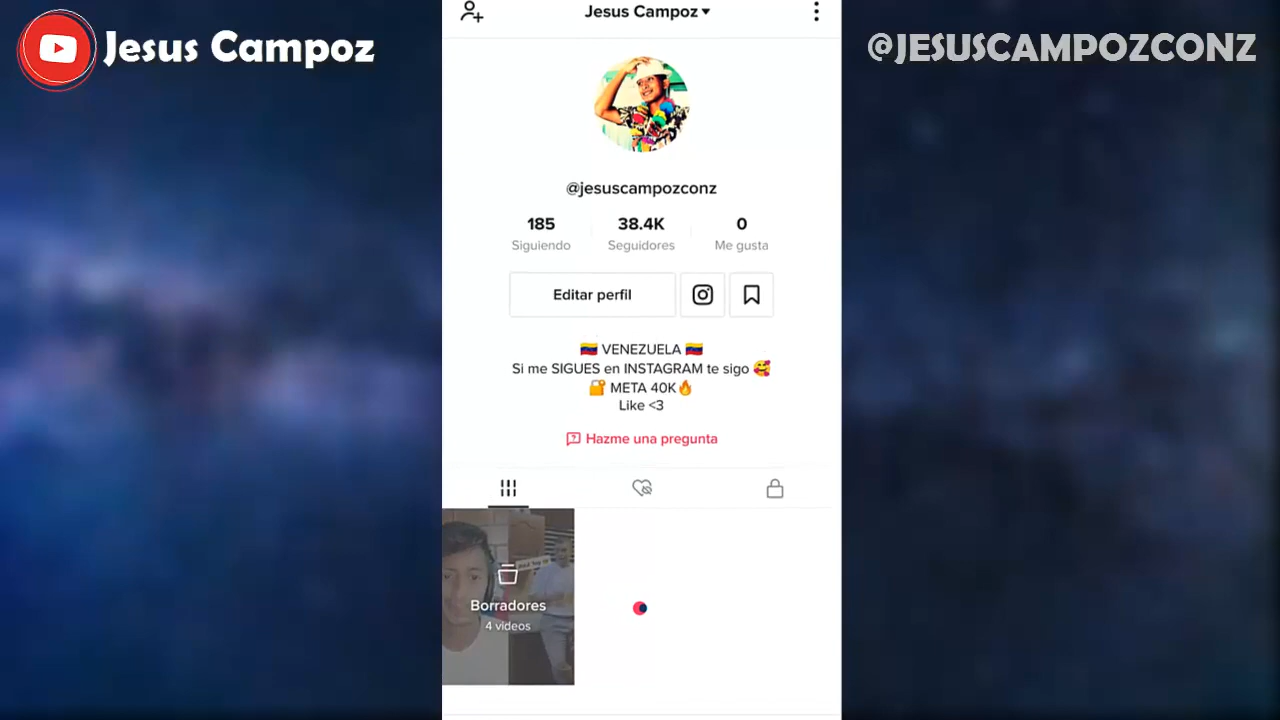 Jesus Campoz
@JESUSCAMPOZCONZ
Jesus Campoz
@jesuscampozconz
185 38.4K 0
Siguiendo Seguidores Me gusta
Editar perfil
🇻🇪 VENEZUELA 🇻🇪
Si me SIGUES en INSTAGRAM te sigo 🥰
🔐 META 40K🔥
Like <3
Hazme una pregunta
Borradores
4 videos